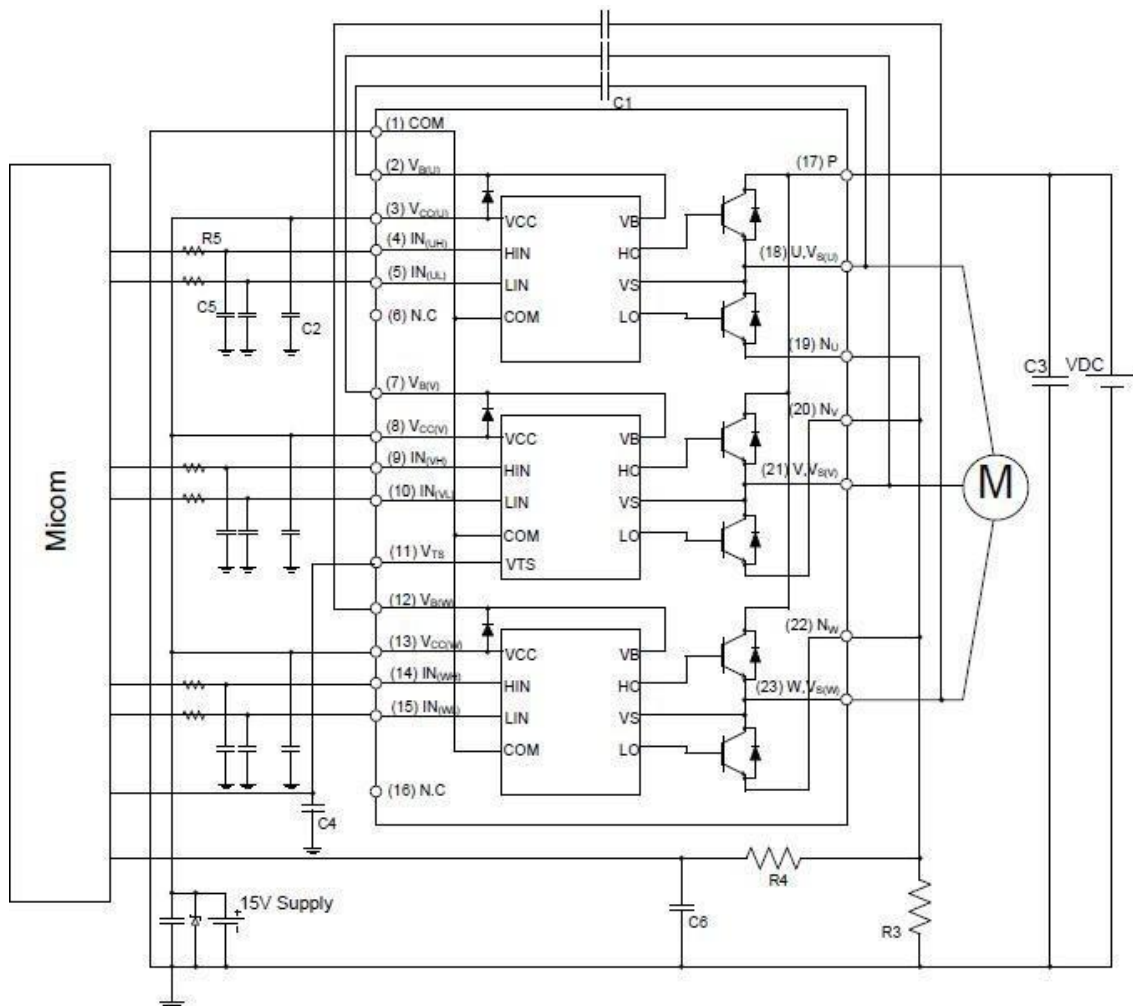 C1
(1) COM
(2) VB(U)
(3) VCC(U)
(4) IN(UH)
(5) IN(UL)
(6) N.C
(7) VB(V)
(8) VCC(V)
(9) IN(VH)
(10) IN(VL)
(11) VTS
(12) VB(W)
(13) VCC(W)
(14) IN(WH)
(15) IN(WL)
(16) N.C
VCC
HIN
LIN
COM
VB
HO
VS
LO
VCC
HIN
LIN
COM
VTS
VB
HO
VS
LO
VCC
HIN
LIN
COM
VB
HO
VS
LO
(17) P
(18) U,VS(U)
(19) NU
(20) NV
(21) V,VS(V)
(22) NW
(23) W,VS(W)
Micom
R5
C5
C2
C4
15V Supply
+
C6
R4
R3
C3
VDC
M